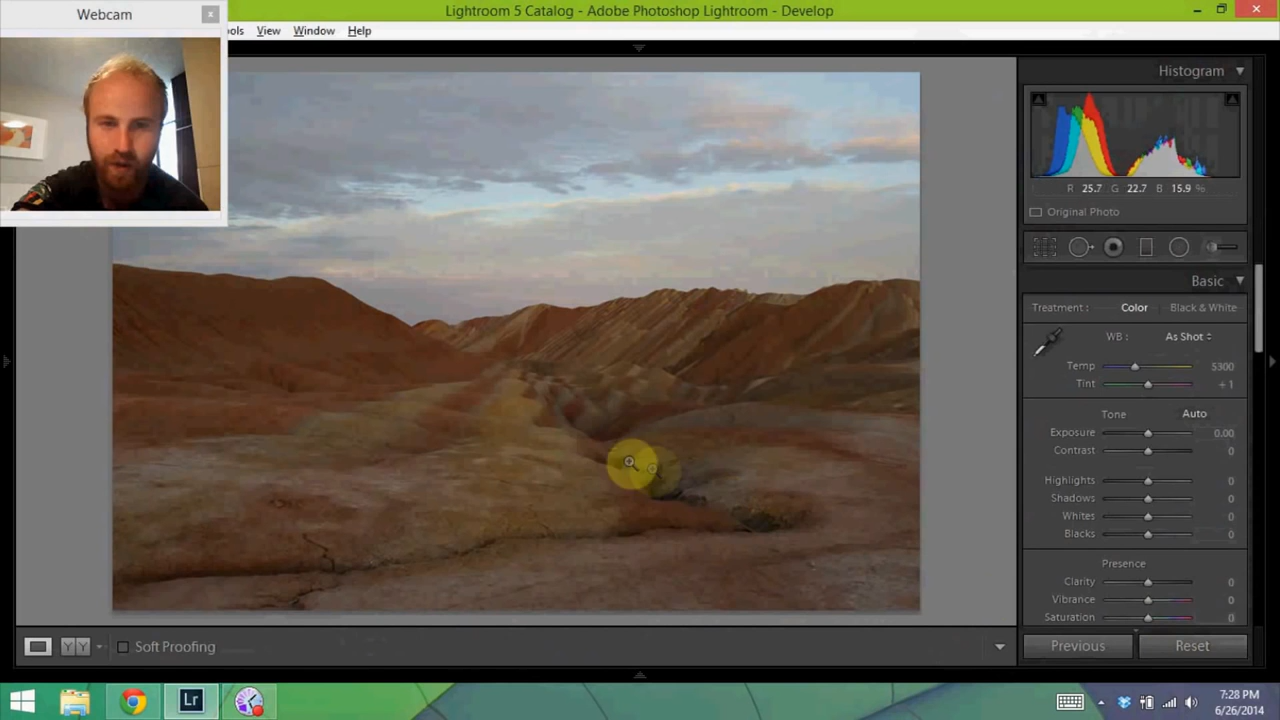 Webcam x
Lightroom 5 Catalog - Adobe Photoshop Lightroom - Develop
ools View Window Help
Histogram
R 25.7 G 22.7 B 15.9 %
Original Photo
Basic
Treatment : Color Black & White
WB : As Shot
Temp 5300
Tint + 1
Tone Auto
Exposure 0.00
Contrast 0
Highlights 0
Shadows 0
Whites 0
Blacks 0
Presence
Clarity 0
Vibrance 0
Saturation 0
Y Y Soft Proofing
Previous Reset
Lr
7:28 PM
6/26/2014